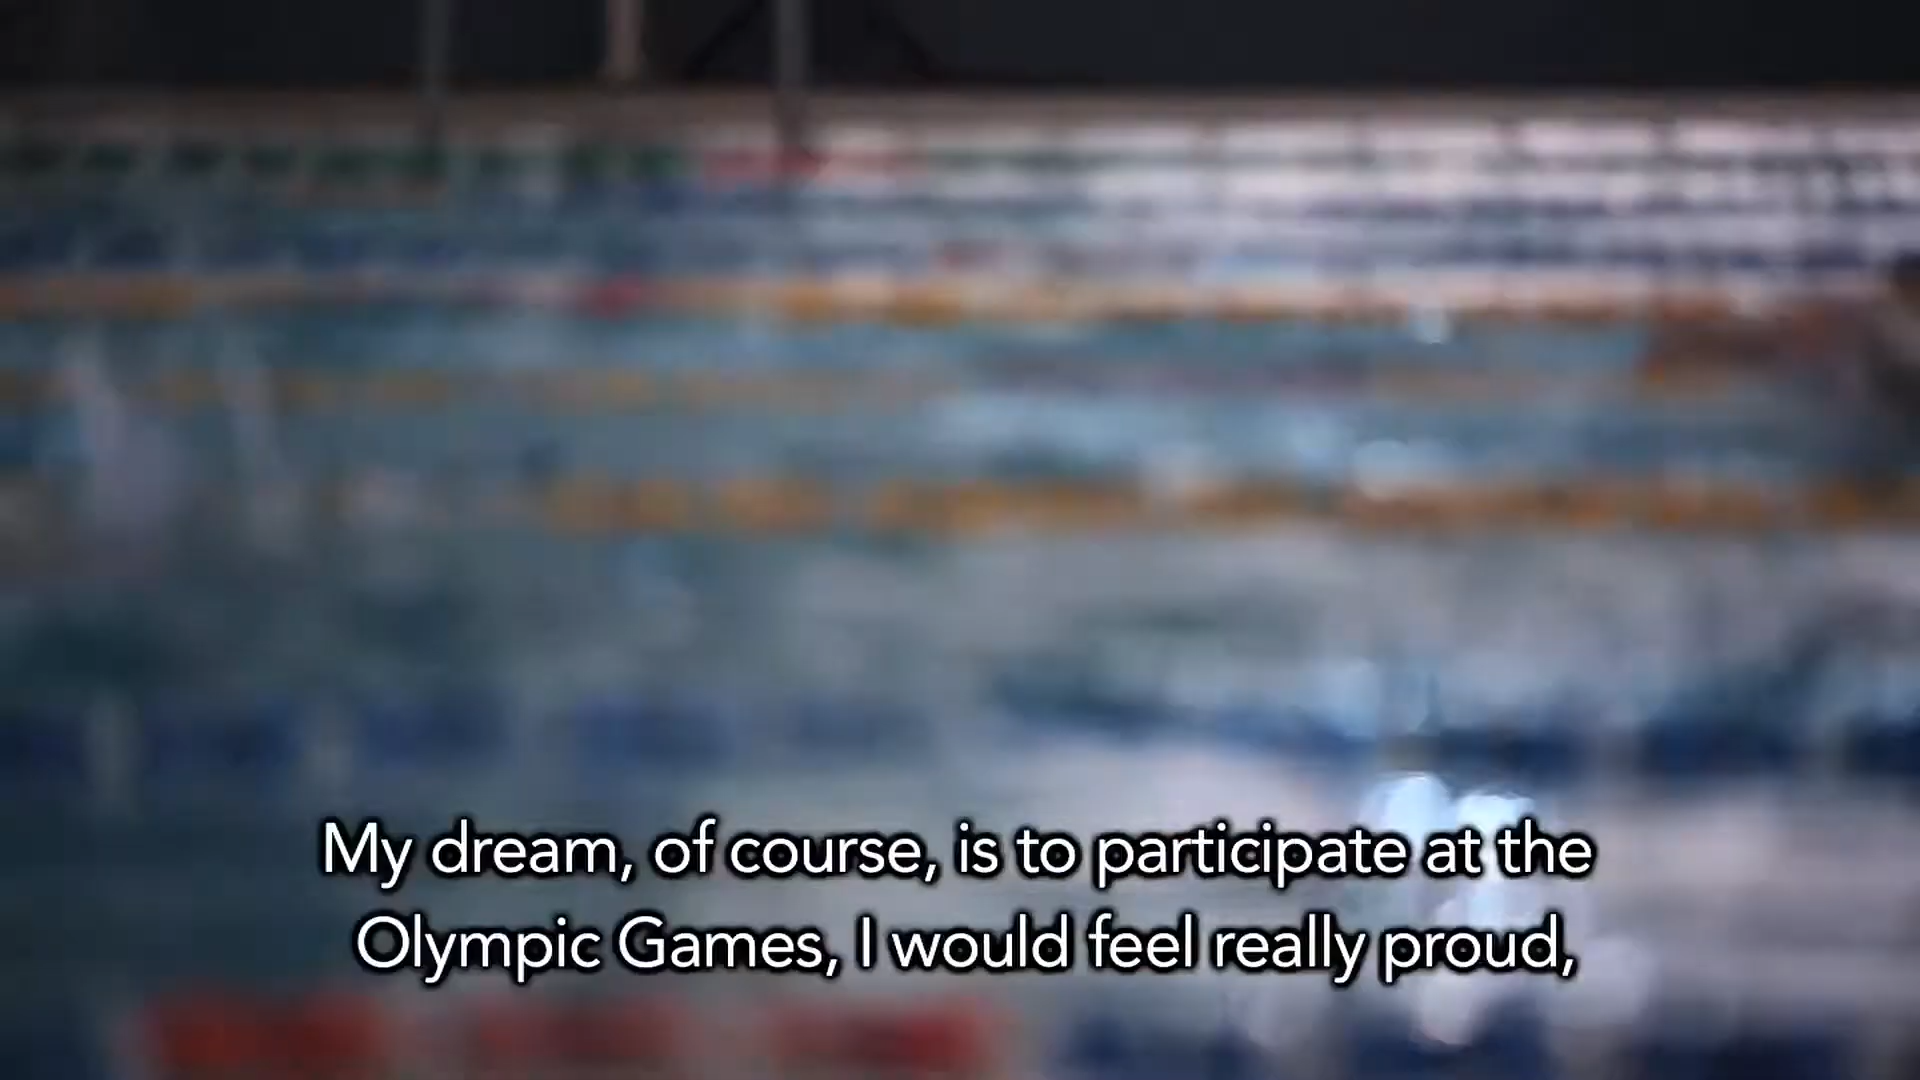 My dream, of course, is to participate at the
Olympic Games, I would feel really proud,